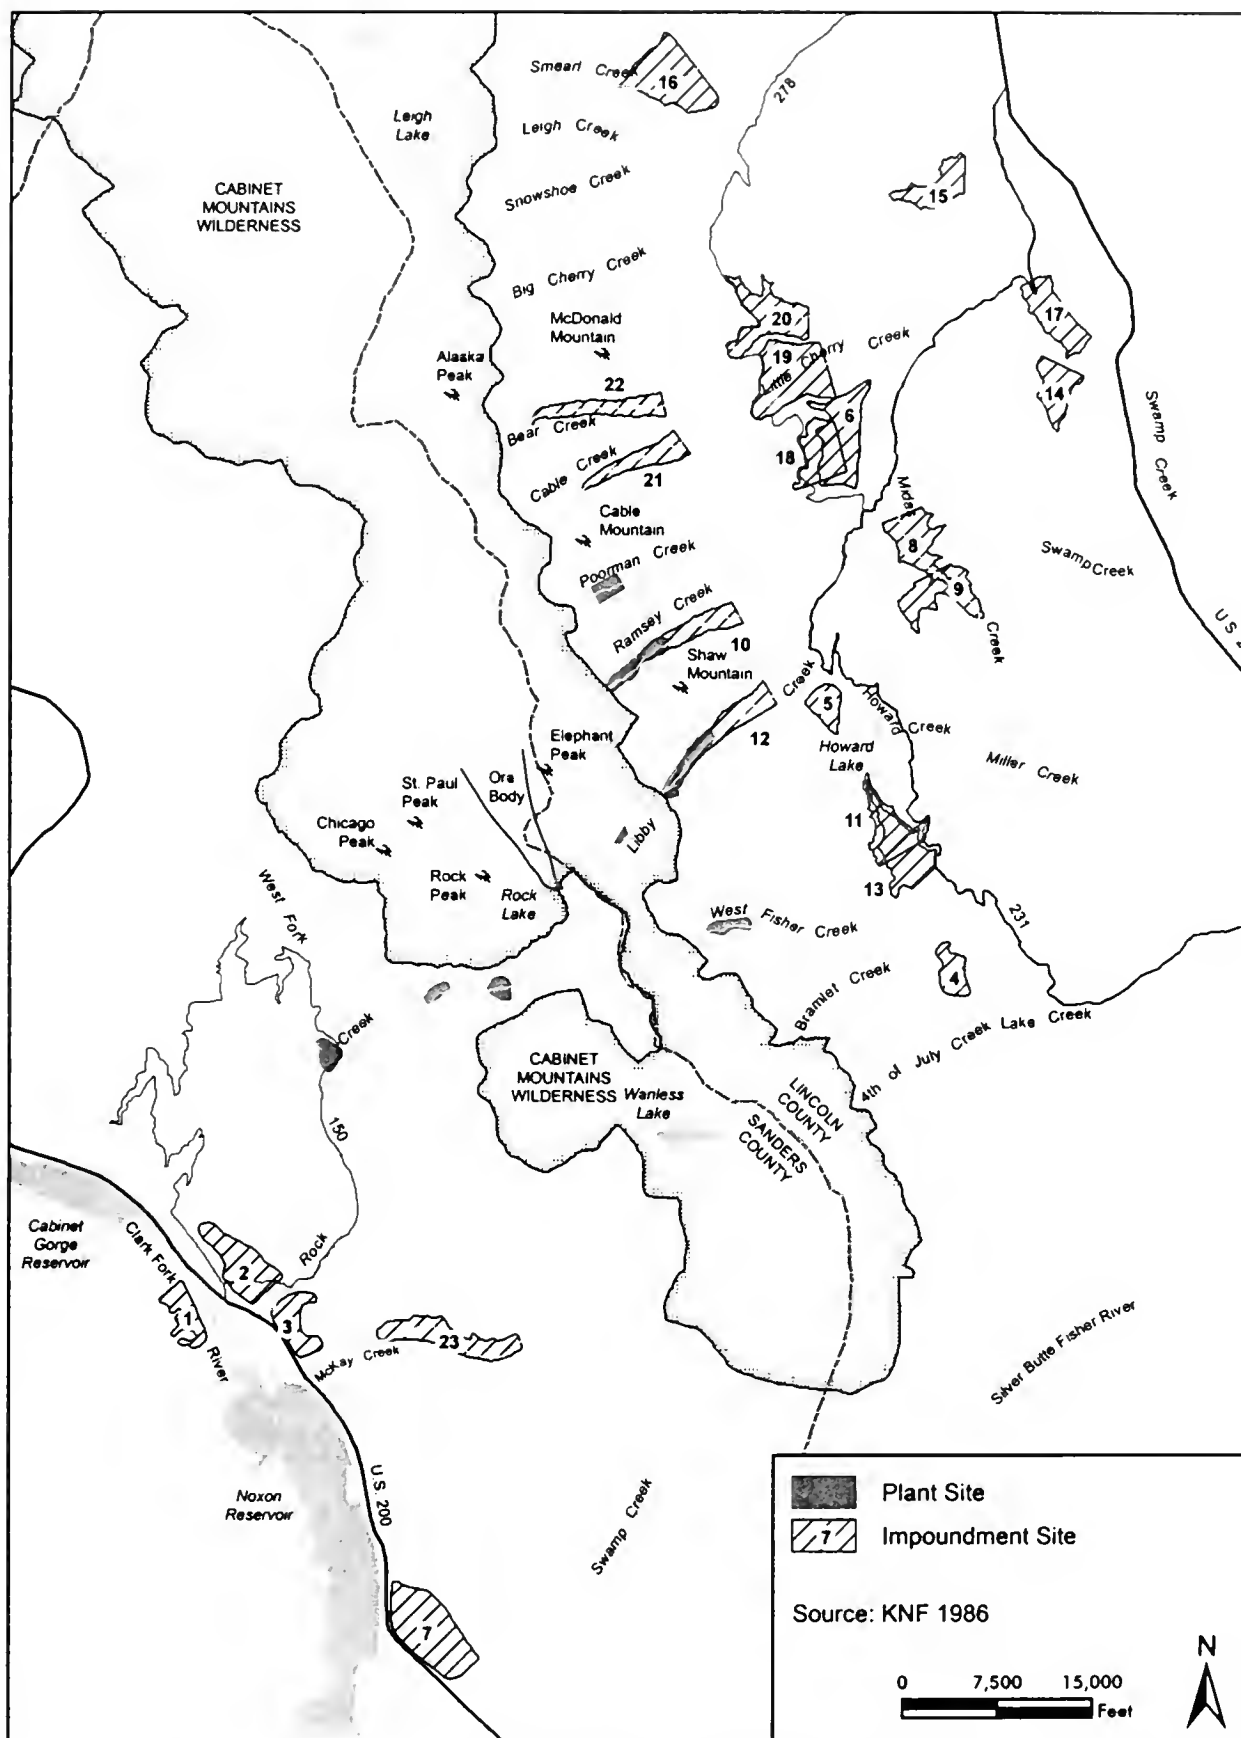 Smearl Creek
16
278
Leigh
Lake
Leigh Creek
15
CABINET
MOUNTAINS
WILDERNESS
Snowshoe Creek
Big Cherry Creek
17
20
McDonald
Mountain
19
Little Cherry Creek
Alaska
Peak
22
14
6
Swamp Creek
Bear Creek
18
Cable Creek
21
Midas
Creek
Cable
Mountain
8
Swamp Creek
Poorman Creek
9
U.S. 2
Ramsey Creek
10
Shaw
Mountain
Libby
Creek
5
Howard Creek
12
Howard
Lake
Miller Creek
Elephant
Peak
Ore
Body
St. Paul
Peak
11
Chicago
Peak
Rock
Peak
Rock
Lake
13
West Fork
Creek
West Fisher Creek
231
4
Bramlet Creek
4th of July Creek Lake Creek
CABINET
MOUNTAINS
WILDERNESS
Wanless
Lake
LINCOLN
COUNTY
SANDERS
COUNTY
150
Cabinet
Gorge
Reservoir
Clark Fork
River
Rock
2
1
3
23
McKay Creek
Silver Butte Fisher River
U.S. 200
Noxon
Reservoir
Swamp Creek
7
Plant Site
7
Impoundment Site
Source: KNF 1986
N
0 7,500 15,000
Feet